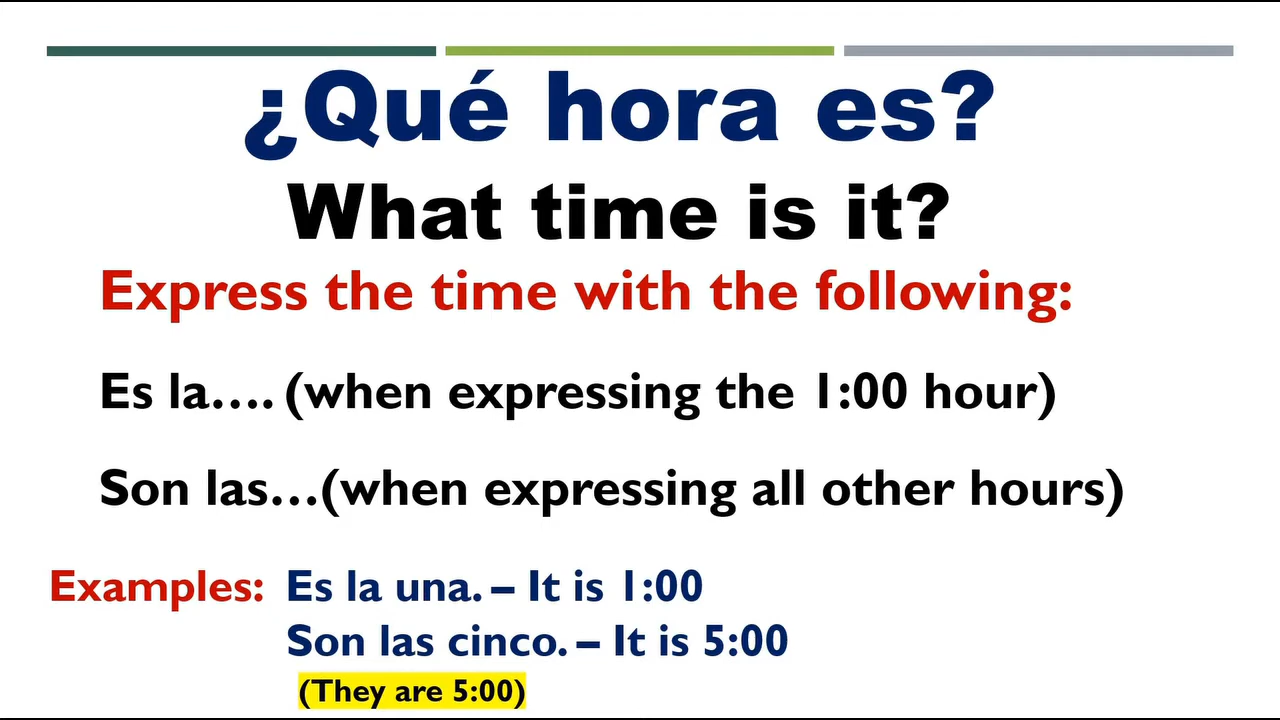 ¿Qué hora es?
What time is it?
Express the time with the following:
Es la…. (when expressing the 1:00 hour)
Son las…(when expressing all other hours)
Examples: Es la una. – It is 1:00
Son las cinco. – It is 5:00
(They are 5:00)